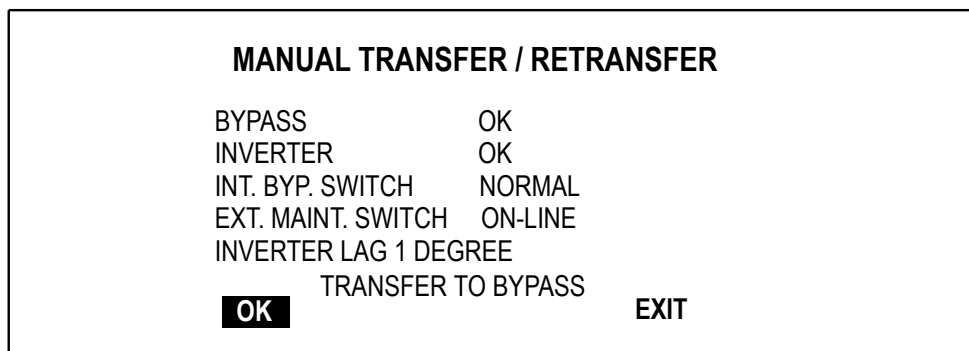 MANUAL TRANSFER / RETRANSFER
BYPASS OK
INVERTER OK
INT. BYP. SWITCH NORMAL
EXT. MAINT. SWITCH ON-LINE
INVERTER LAG 1 DEGREE
TRANSFER TO BYPASS
OK EXIT